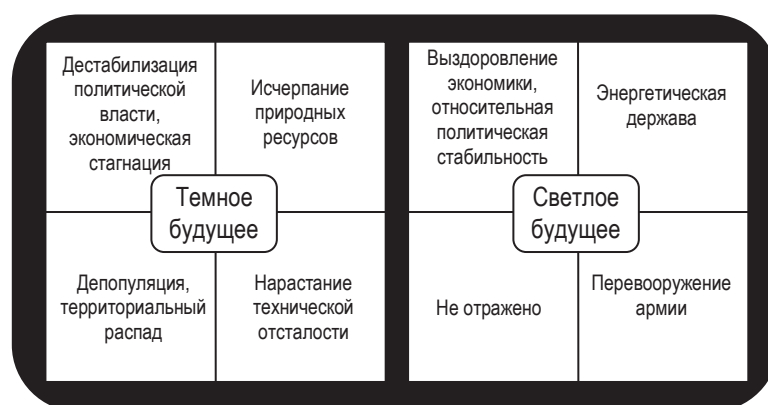 Дестабилизация
политической
власти,
экономическая
стагнация
Исчерпание
природных
ресурсов
Темное
будущее
Депопуляция,
территориальный
распад
Нарастание
технической
отсталости
Выздоровление
экономики,
относительная
политическая
стабильность
Энергетическая
держава
Светлое
будущее
Не отражено
Перевооружение
армии